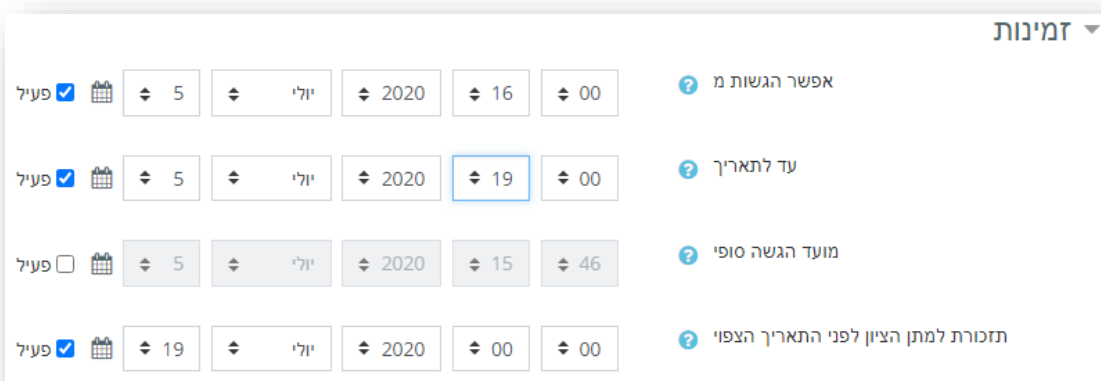 זמינות
אפשר הגשות מ 00 16 2020 יולי 5 פעיל
עד לתאריך 00 19 2020 יולי 5 פעיל
מועד הגשה סופי 46 15 2020 יולי 5 פעיל
תזכורת למתן הציון לפני התאריך הצפוי 00 00 2020 יולי 19 פעיל